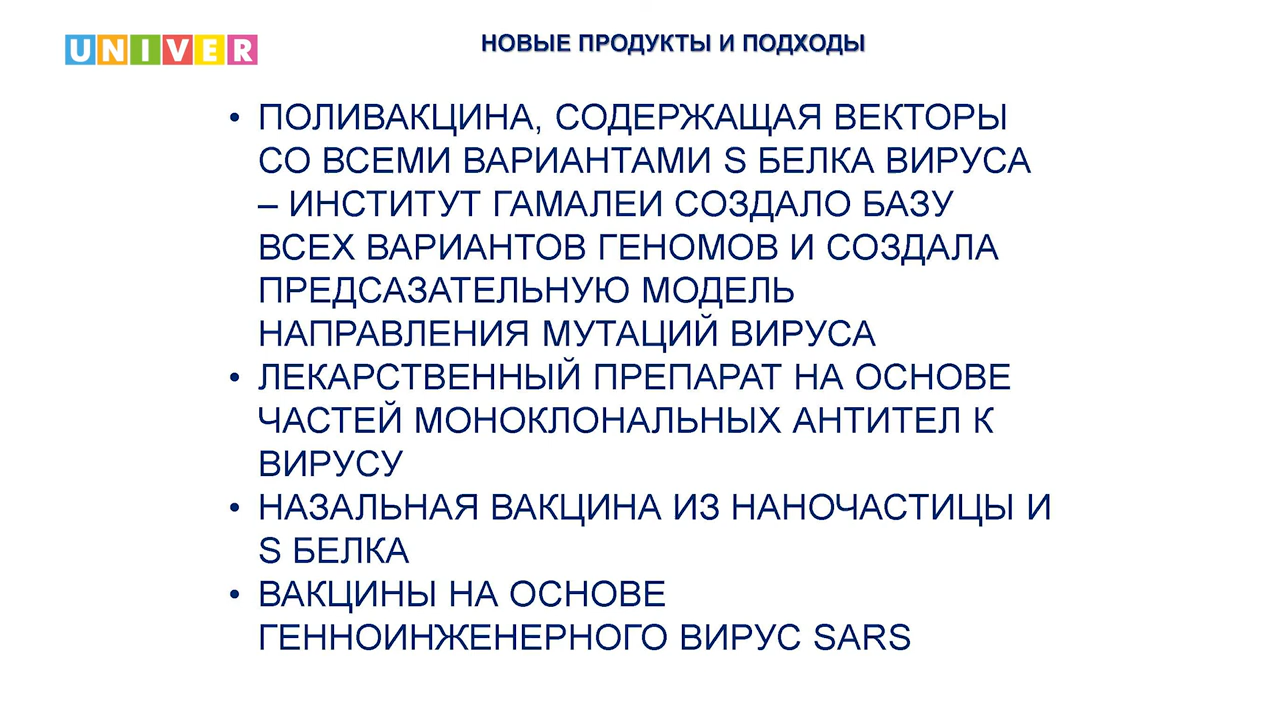 UNIVER
НОВЫЕ ПРОДУКТЫ И ПОДХОДЫ
• ПОЛИВАКЦИНА, СОДЕРЖАЩАЯ ВЕКТОРЫ
СО ВСЕМИ ВАРИАНТАМИ S БЕЛКА ВИРУСА
– ИНСТИТУТ ГАМАЛЕИ СОЗДАЛО БАЗУ
ВСЕХ ВАРИАНТОВ ГЕНОМОВ И СОЗДАЛА
ПРЕДСАЗАТЕЛЬНУЮ МОДЕЛЬ
НАПРАВЛЕНИЯ МУТАЦИЙ ВИРУСА
• ЛЕКАРСТВЕННЫЙ ПРЕПАРАТ НА ОСНОВЕ
ЧАСТЕЙ МОНОКЛОНАЛЬНЫХ АНТИТЕЛ К
ВИРУСУ
• НАЗАЛЬНАЯ ВАКЦИНА ИЗ НАНОЧАСТИЦЫ И
S БЕЛКА
• ВАКЦИНЫ НА ОСНОВЕ
ГЕННОИНЖЕНЕРНОГО ВИРУС SARS